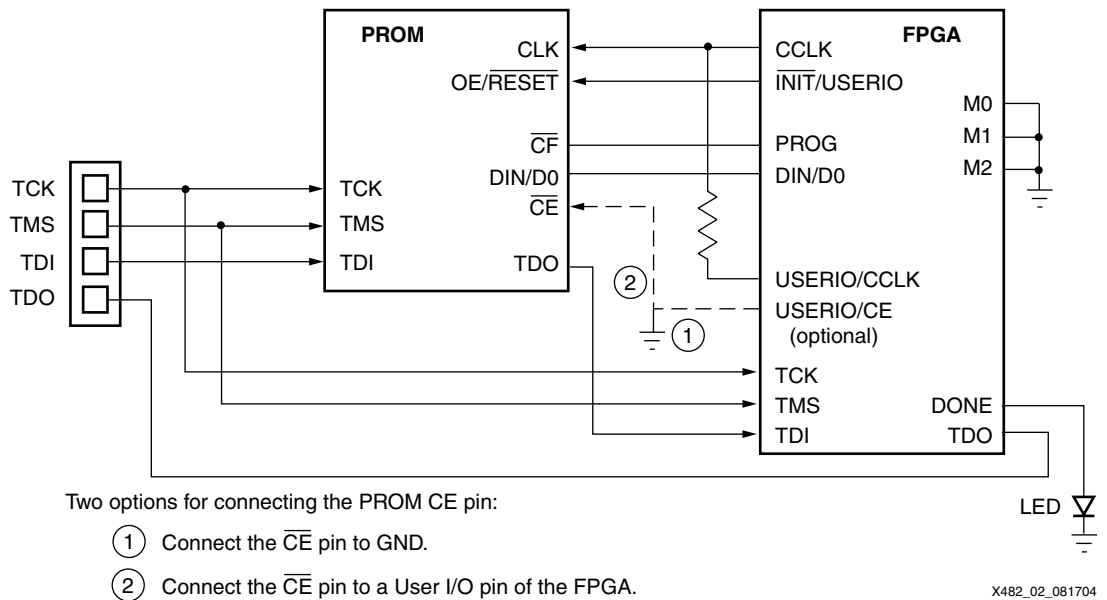 PROM
CLK
OE/RESET
CF
DIN/D0
CE
TCK
TMS
TDI
TDO
FPGA
CCLK
INIT/USERIO
PROG
DIN/D0
M0
M1
M2
TCK
TMS
TDI
TDO
USERIO/CCLK
USERIO/CE
(optional)
2
1
TCK
TMS
TDI
DONE
TDO
LED
Two options for connecting the PROM CE pin:
1 Connect the CE pin to GND.
2 Connect the CE pin to a User I/O pin of the FPGA.
X482_02_081704